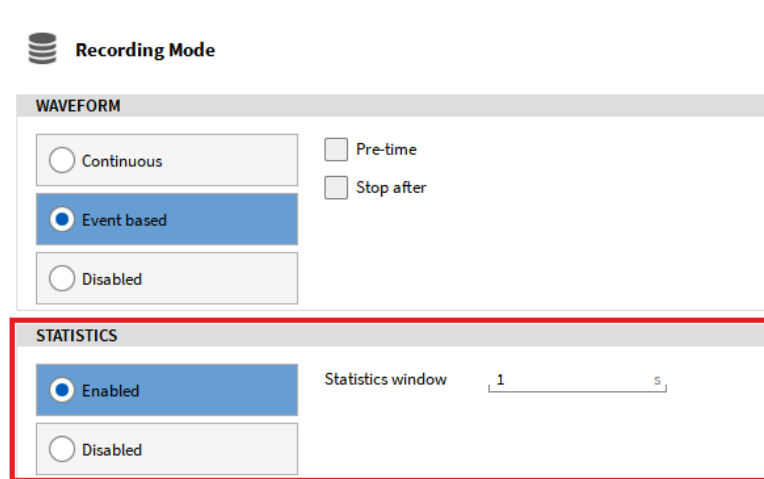 Recording Mode
WAVEFORM
Continuous
Pre-time
Stop after
Event based
Disabled
STATISTICS
Enabled
Statistics window 1 s
Disabled